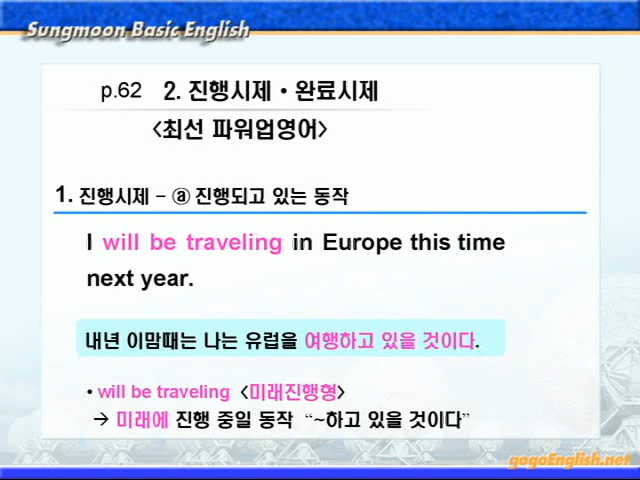 Sungmoon Basic English
p.62 2. 진행시제 • 완료시제
<최선 파워업영어>
1. 진행시제 – ⓐ 진행되고 있는 동작
I will be traveling in Europe this time
next year.
내년 이맘때는 나는 유럽을 여행하고 있을 것이다.
• will be traveling <미래진행형>
→ 미래에 진행 중일 동작 “~하고 있을 것이다”
gogoEnglish.net